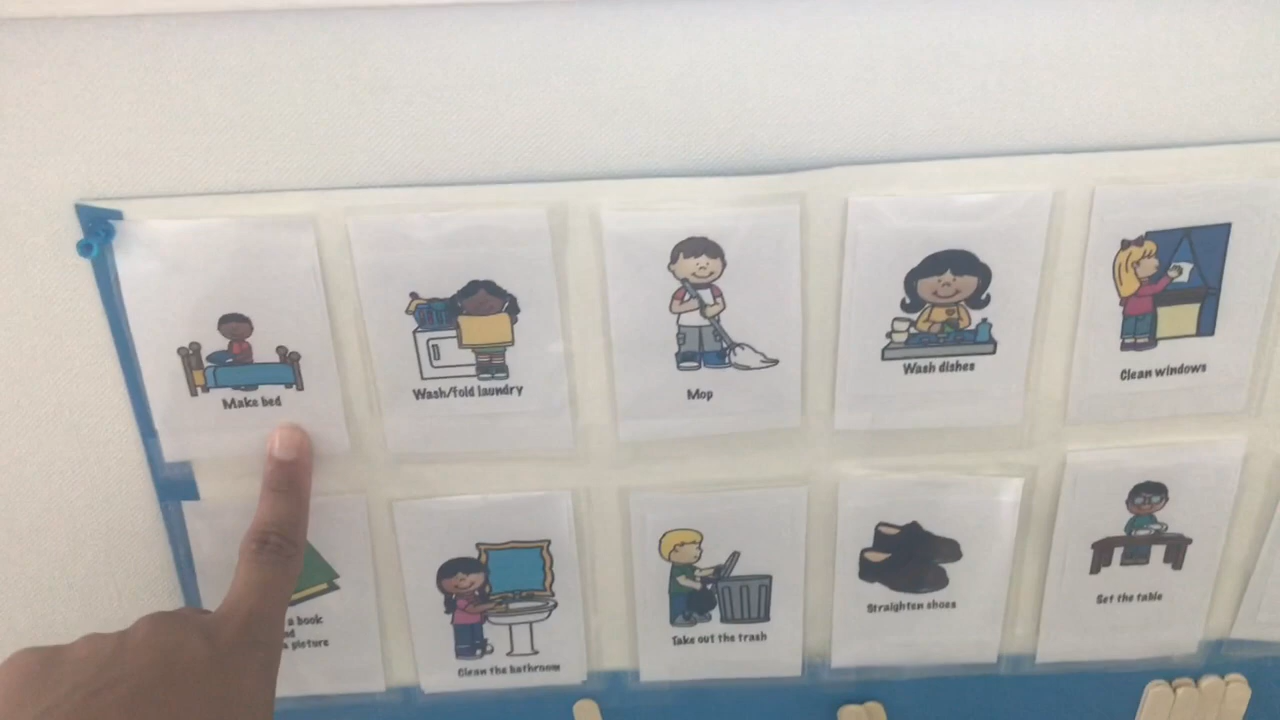 Make bed
Wash/fold laundry
Mop
Wash dishes
Clean windows
a book
a picture
Clean the bathroom
Take out the trash
Straighten shoes
Set the table